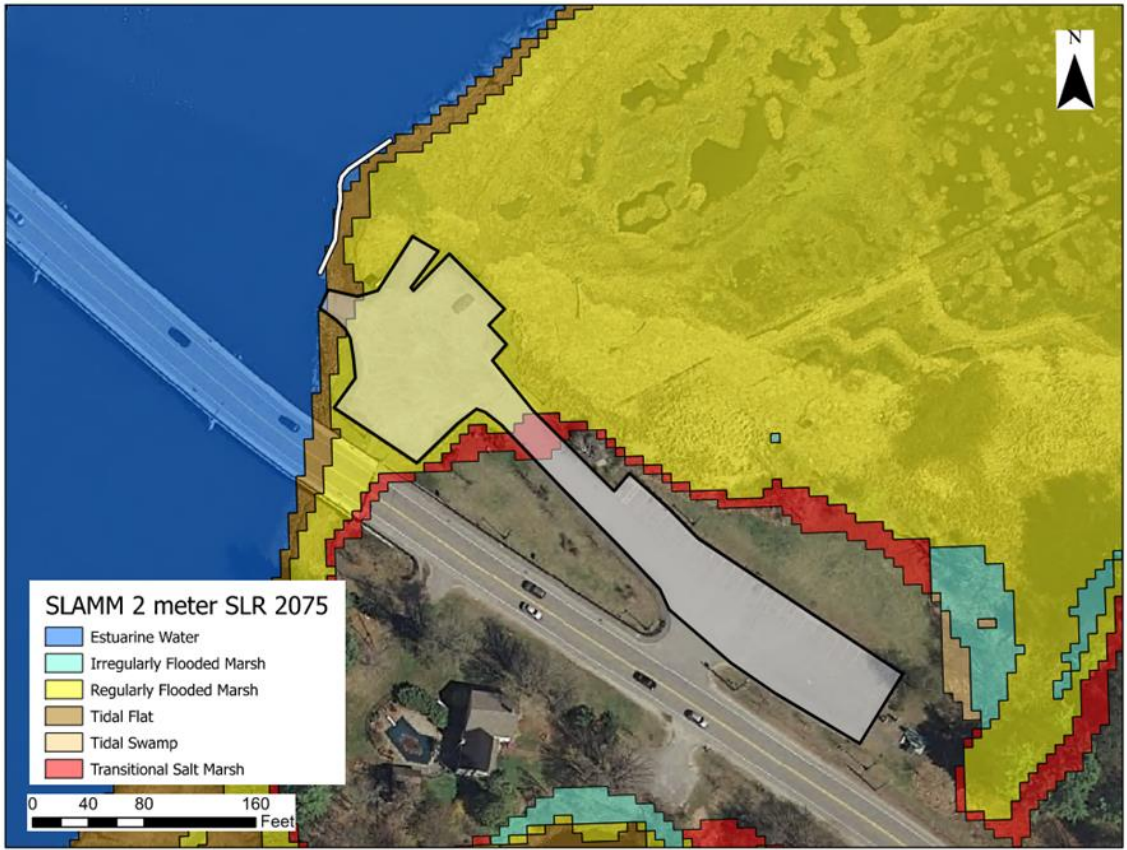 N
SLAMM 2 meter SLR 2075
Estuarine Water
Irregularly Flooded Marsh
Regularly Flooded Marsh
Tidal Flat
Tidal Swamp
Transitional Salt Marsh
0 40 80 160
Feet